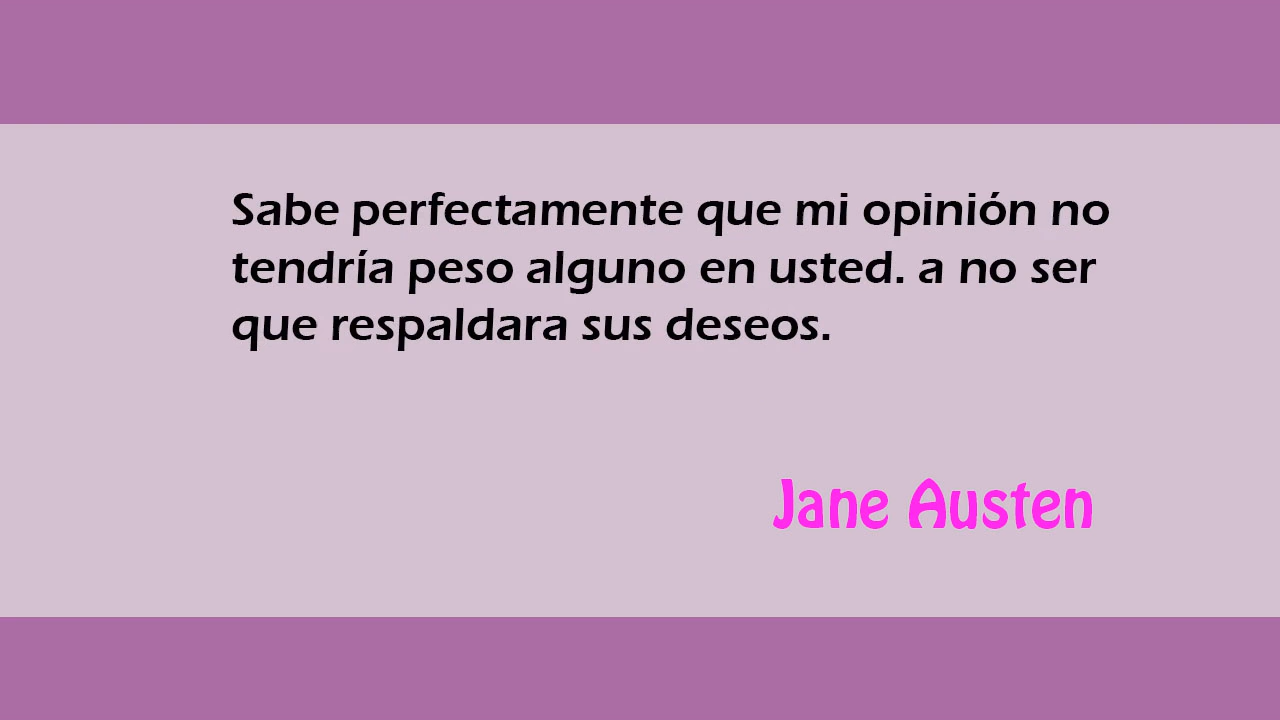 Sabe perfectamente que mi opinión no
tendría peso alguno en usted. a no ser
que respaldara sus deseos.
Jane Austen